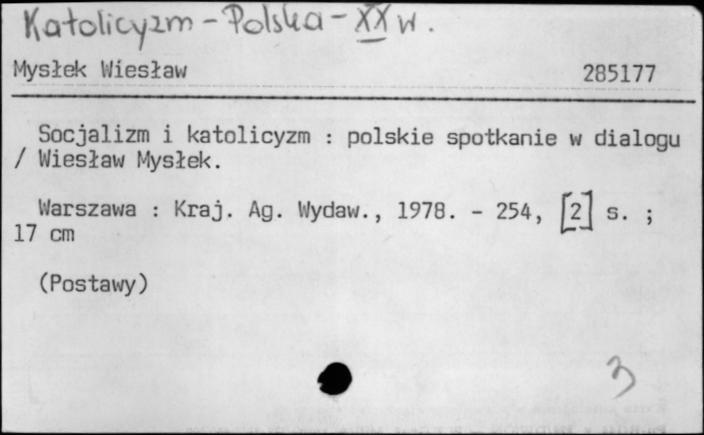 Katolicyzm - Polska - XX w.
Mysłek Wiesław 285177
Socjalizm i katolicyzm : polskie spotkanie w dialogu
/ Wiesław Mysłek.
Warszawa : Kraj. Ag. Wydaw., 1978. - 254, [2] s. ;
17 cm
(Postawy)
3